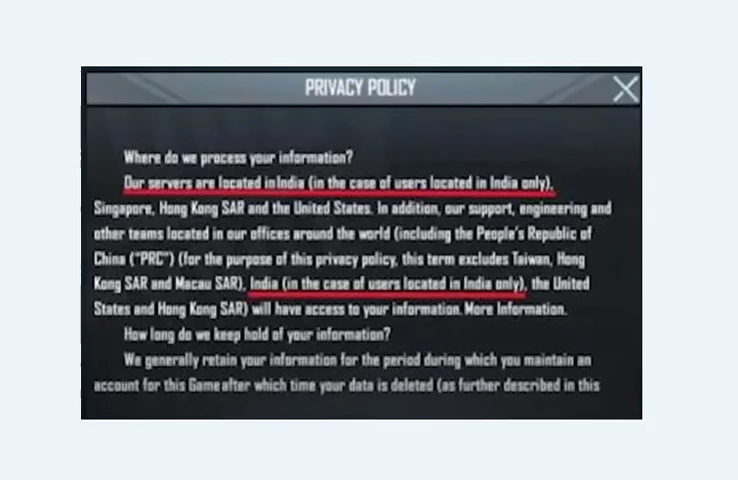 PRIVACY POLICY
Where do we process your information?
Our servers are located in India (in the case of users located in India only),
Singapore, Hong Kong SAR and the United States. In addition, our support, engineering and
other teams located in our offices around the world (including the People's Republic of
China ("PRC") (for the purpose of this privacy policy, this term excludes Taiwan, Hong
Kong SAR and Macau SAR), India (in the case of users located in India only), the United
States and Hong Kong SAR) will have access to your information. More Information.
How long do we keep hold of your information?
We generally retain your information for the period during which you maintain an
account for this Game after which time your data is deleted (as further described in this